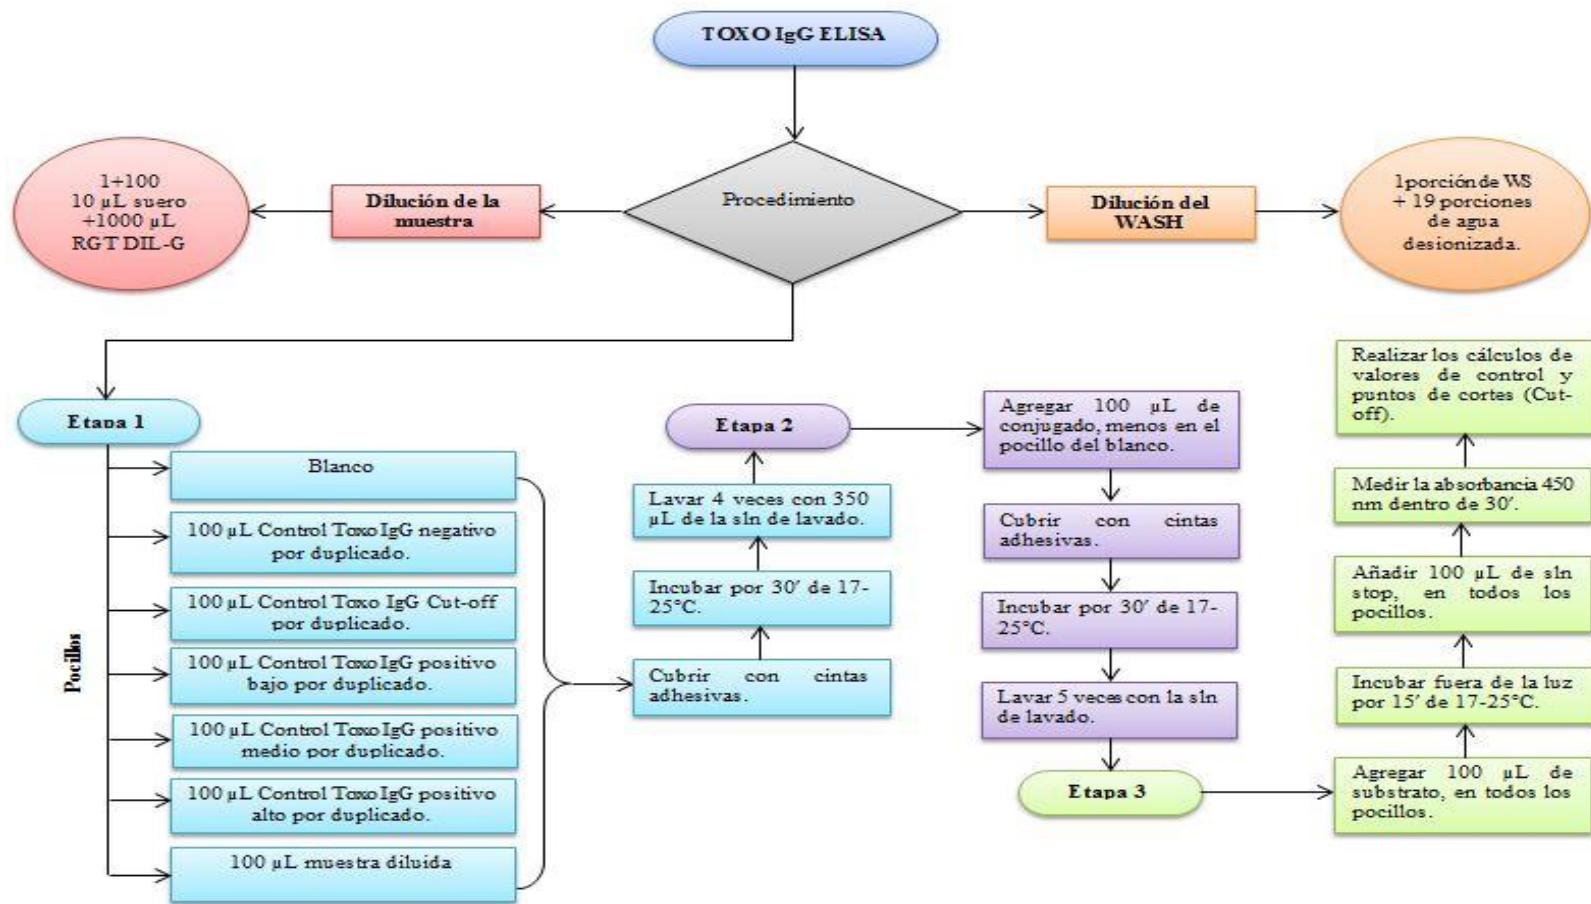 TOXO IgG ELISA
1+100
10 µL suero
+1000 µL
RGT DIL-G
Dilución de la
muestra
Procedimiento
Dilución del
WASH
1porción de WS
+ 19 porciones
de agua
desionizada.
Etapa 1
Pocillos
Blanco
100 µL Control Toxo IgG negativo
por duplicado.
100 µL Control Toxo IgG Cut-off
por duplicado.
100 µL Control Toxo IgG positivo
bajo por duplicado.
100 µL Control Toxo IgG positivo
medio por duplicado.
100 µL Control Toxo IgG positivo
alto por duplicado.
100 µL muestra diluida
Cubrir con cintas
adhesivas.
Incubar por 30′ de 17-
25°C.
Lavar 4 veces con 350
µL de la sln de lavado.
Etapa 2
Agregar 100 µL de
conjugado, menos en el
pocillo del blanco.
Cubrir con cintas
adhesivas.
Incubar por 30′ de 17-
25°C.
Lavar 5 veces con la sln
de lavado.
Etapa 3
Agregar 100 µL de
substrato, en todos los
pocillos.
Incubar fuera de la luz
por 15′ de 17-25°C.
Añadir 100 µL de sln
stop, en todos los
pocillos.
Medir la absorbancia 450
nm dentro de 30′.
Realizar los cálculos de
valores de control y
puntos de cortes (Cut-
off).